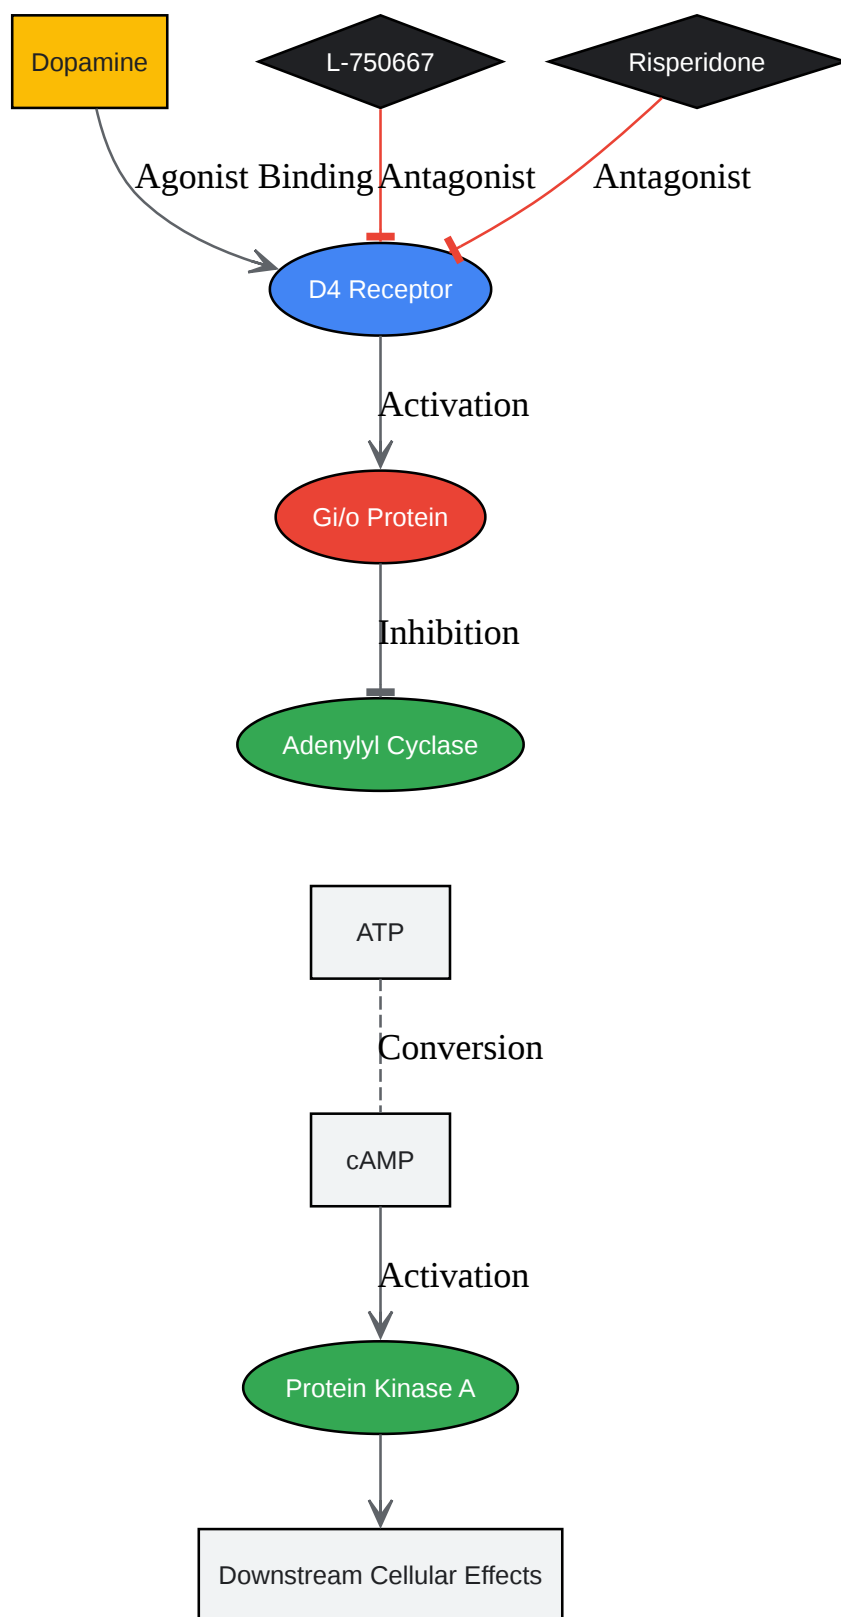 Dopamine
L-750667
Risperidone
Agonist Binding
Antagonist
Antagonist
D4 Receptor
Activation
Gi/o Protein
Inhibition
Adenylyl Cyclase
ATP
Conversion
cAMP
Activation
Protein Kinase A
Downstream Cellular Effects